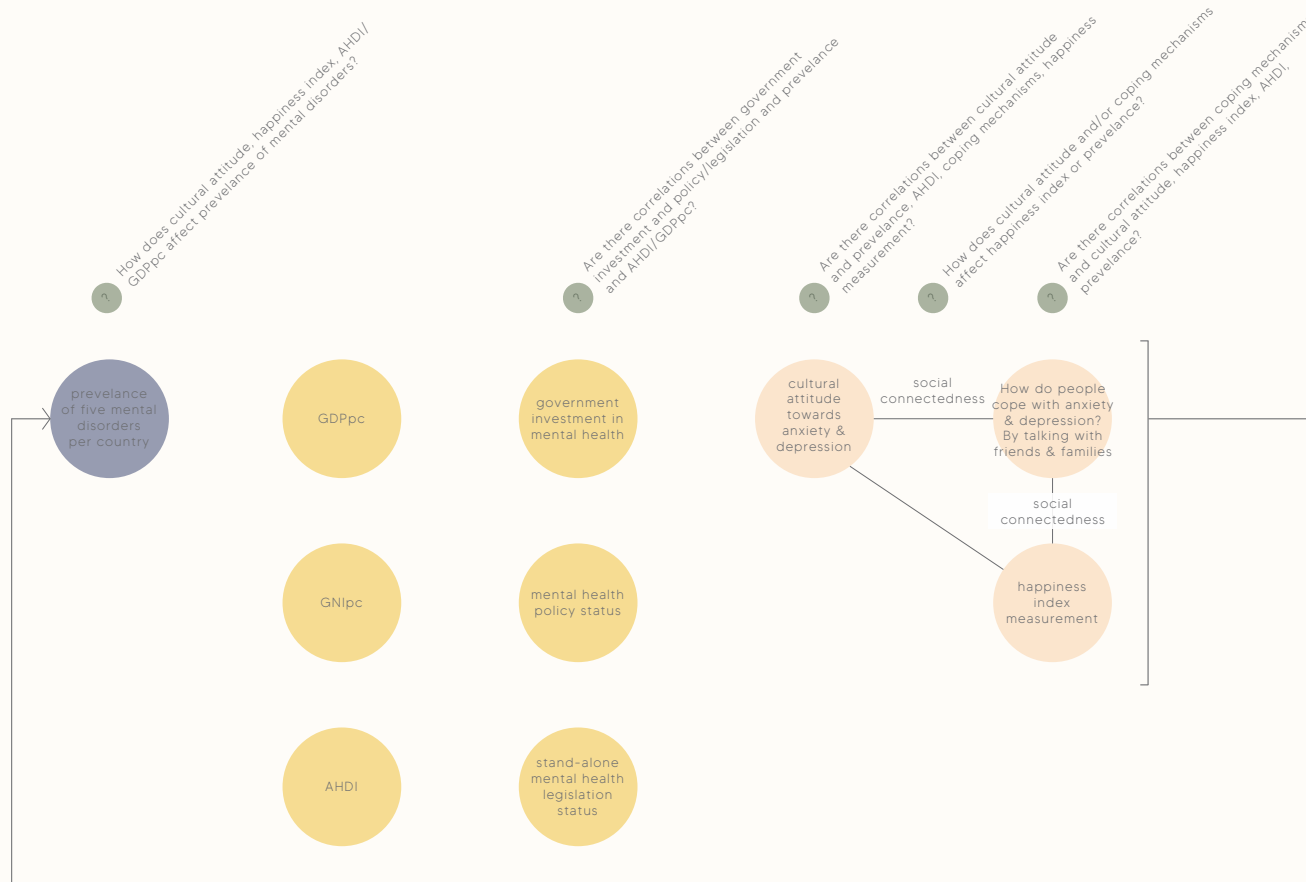 How does cultural attitude, happiness index, AHDI/
GDPpc affect prevelance of mental disorders?
Are there correlations between government
investment and policy/legislation and prevelance
and AHDI/GDPpc?
Are there correlations between cultural attitude
and prevelance, AHDI, coping mechanisms, happiness
measurement?
How does cultural attitude and/or coping mechanisms
affect happiness index or prevelance?
Are there correlations between coping mechanism
and cultural attitude, happiness index, AHDI,
prevelance?
?
?
?
?
?
prevelance
of five mental
disorders
per country
GDPpc
government
investment in
mental health
cultural
attitude
towards
anxiety &
depression
social
connectedness
How do people
cope with anxiety
& depression?
By talking with
friends & families
social
connectedness
GNIpc
mental health
policy status
happiness
index
measurement
AHDI
stand-alone
mental health
legislation
status